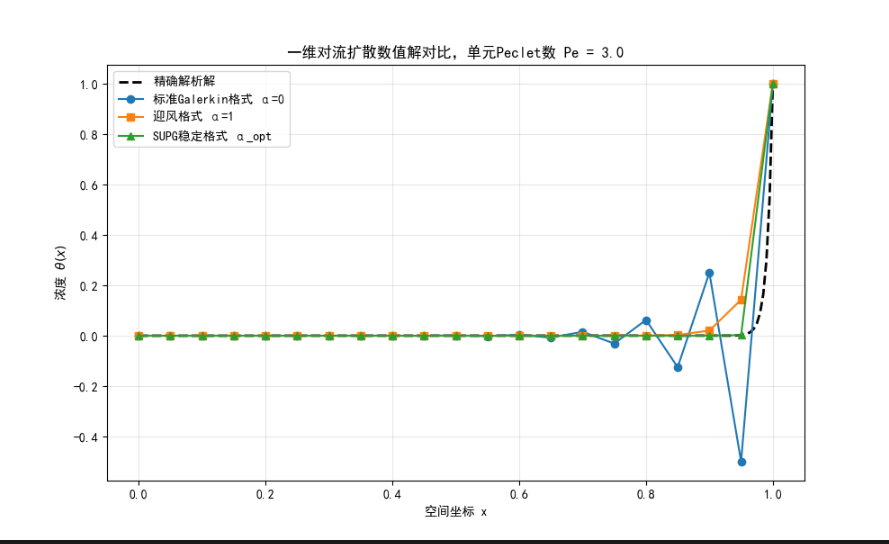 一维对流扩散数值解对比，单元Peclet数 Pe = 3.0
精确解析解
标准Galerkin格式 α=0
迎风格式 α=1
SUPG稳定格式 α_opt
1.0
0.8
0.6
0.4
0.2
0.0
−0.2
−0.4
浓度 θ(x)
0.0 0.2 0.4 0.6 0.8 1.0
空间坐标 x